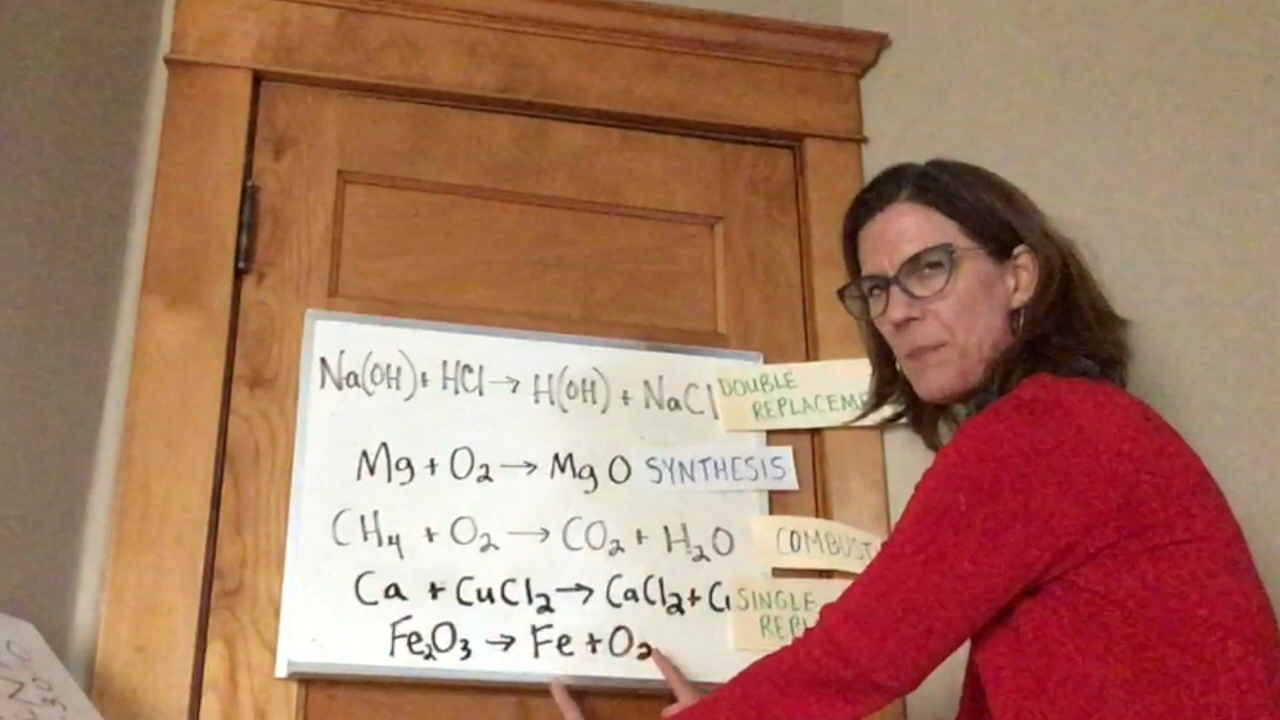 Na(OH) + HCl → H(OH) + NaCl DOUBLE
REPLACEM
Mg + O₂ → MgO SYNTHESIS
CH₄ + O₂ → CO₂ + H₂O COMBUST
Ca + CuCl₂ → CaCl₂ + C SINGLE
REPL
Fe₂O₃ → Fe + O₂